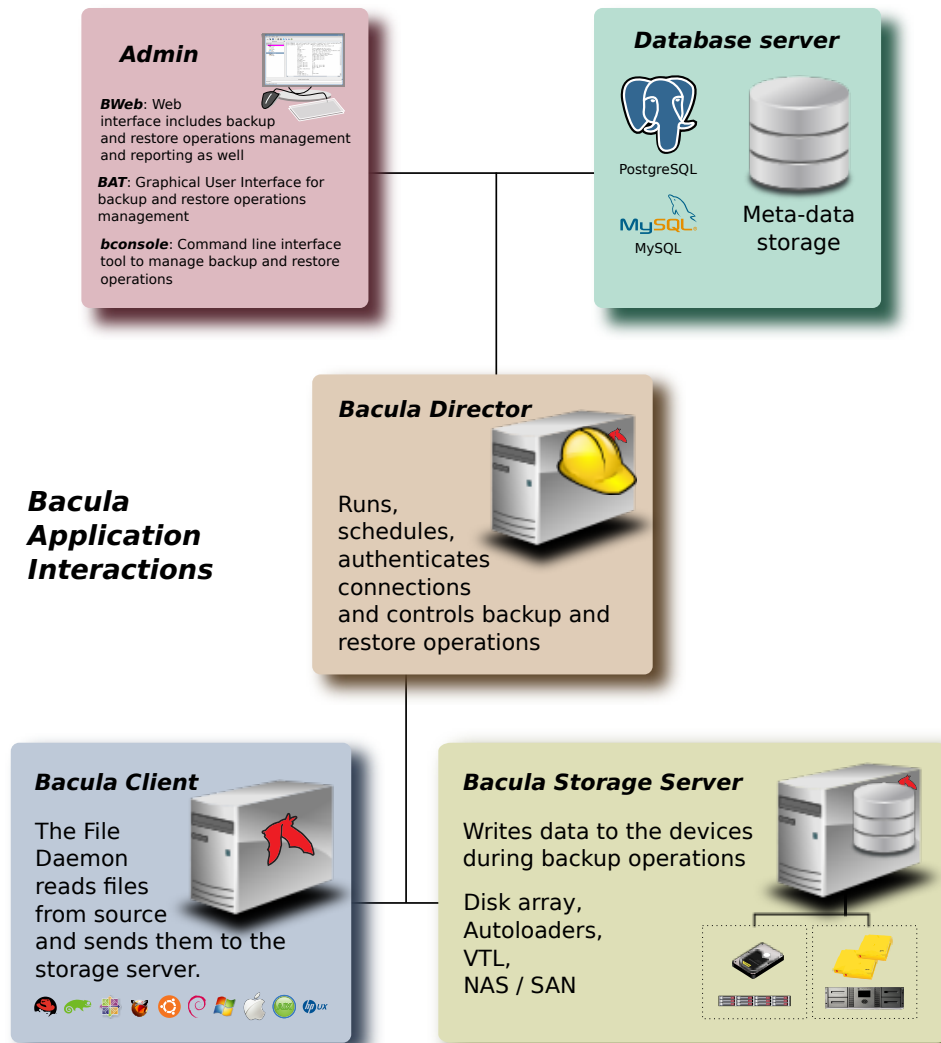 Admin
BWeb: Web
interface includes backup
and restore operations management
and reporting as well
BAT: Graphical User Interface for
backup and restore operations
management
bconsole: Command line interface
tool to manage backup and restore
operations
Database server
PostgreSQL
MySQL®
MySQL
Meta-data
storage
Bacula Director
Runs,
schedules,
authenticates
connections
and controls backup and
restore operations
Bacula
Application
Interactions
Bacula Client
The File
Daemon
reads files
from source
and sends them to the
storage server.
hp UX
Bacula Storage Server
Writes data to the devices
during backup operations
Disk array,
Autoloaders,
VTL,
NAS / SAN